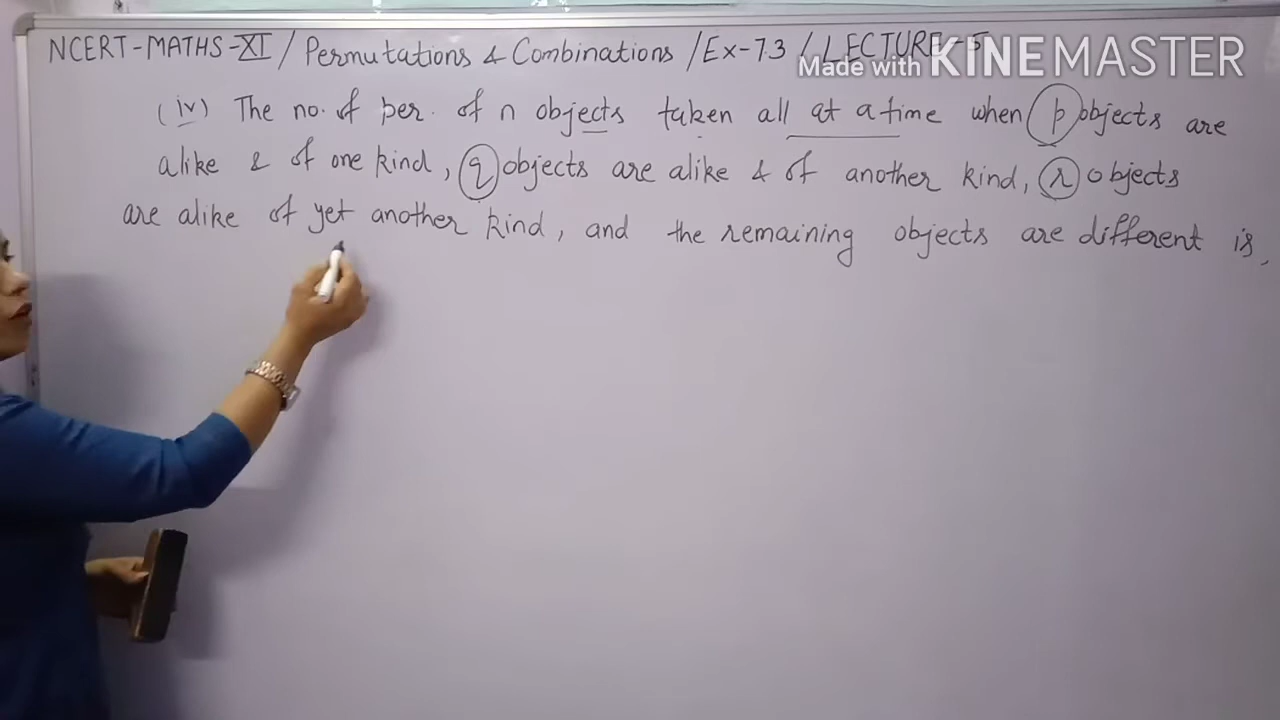 NCERT-MATHS-XI / Permutations & Combinations / Ex-7.3 / LECTURE-5
Made with KINEMASTER
(iv) The no. of per. of n objects taken all at a time when p objects are
alike & of one kind, q objects are alike & of another kind, r objects
are alike of yet another kind, and the remaining objects are different is,